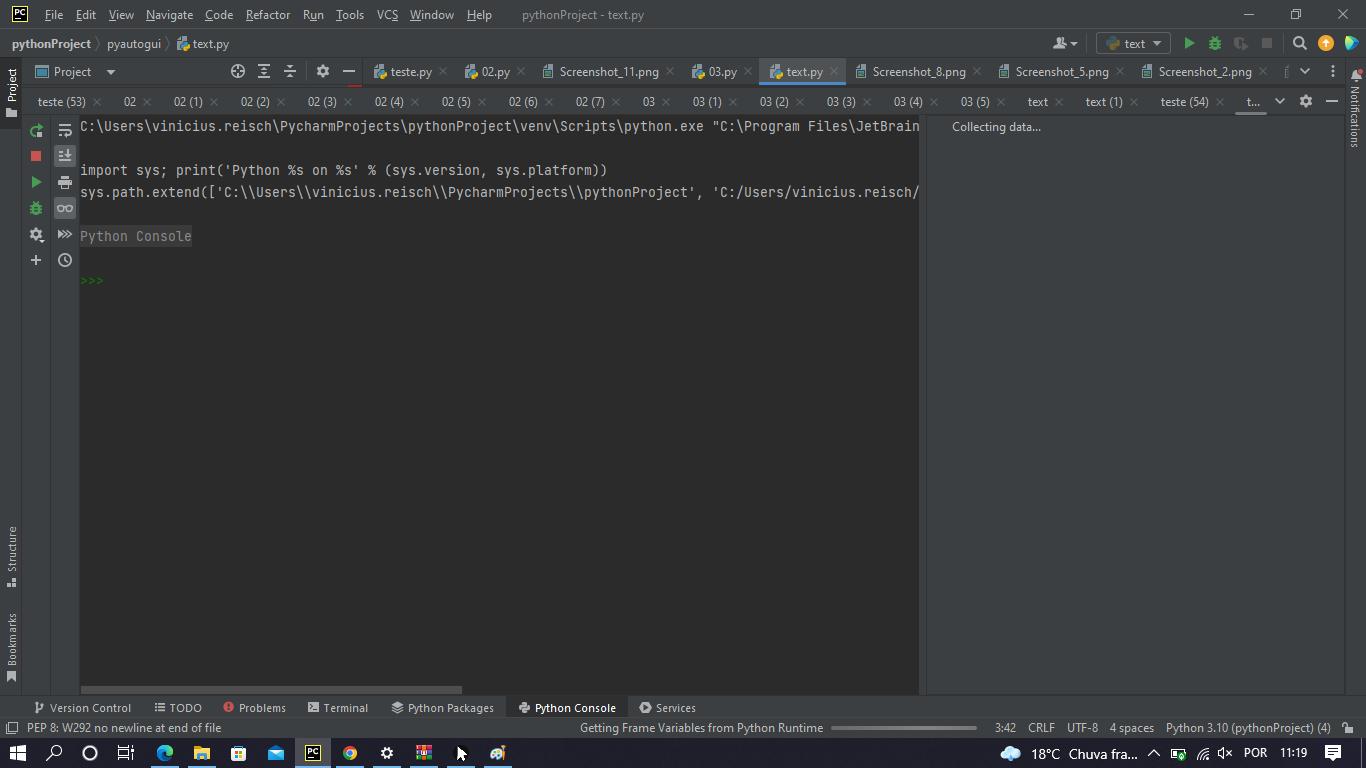 PC File Edit View Navigate Code Refactor Run Tools VCS Window Help pythonProject - text.py
pythonProject pyautogui text.py text
Project teste.py 02.py Screenshot_11.png 03.py text.py Screenshot_8.png Screenshot_5.png Screenshot_2.png
teste (53) 02 02 (1) 02 (2) 02 (3) 02 (4) 02 (5) 02 (6) 02 (7) 03 03 (1) 03 (2) 03 (3) 03 (4) 03 (5) text text (1) teste (54) t...
Project
Notifications
C:\Users\vinicius.reisch\PycharmProjects\pythonProject\venv\Scripts\python.exe "C:\Program Files\JetBrain
Collecting data...
import sys; print('Python %s on %s' % (sys.version, sys.platform))
sys.path.extend(['C:\\Users\\vinicius.reisch\\PycharmProjects\\pythonProject', 'C:/Users/vinicius.reisch/
Python Console
>>>
Structure
Bookmarks
Version Control TODO Problems Terminal Python Packages Python Console Services
PEP 8: W292 no newline at end of file Getting Frame Variables from Python Runtime 3:42 CRLF UTF-8 4 spaces Python 3.10 (pythonProject) (4)
PC 18°C Chuva fra... POR 11:19